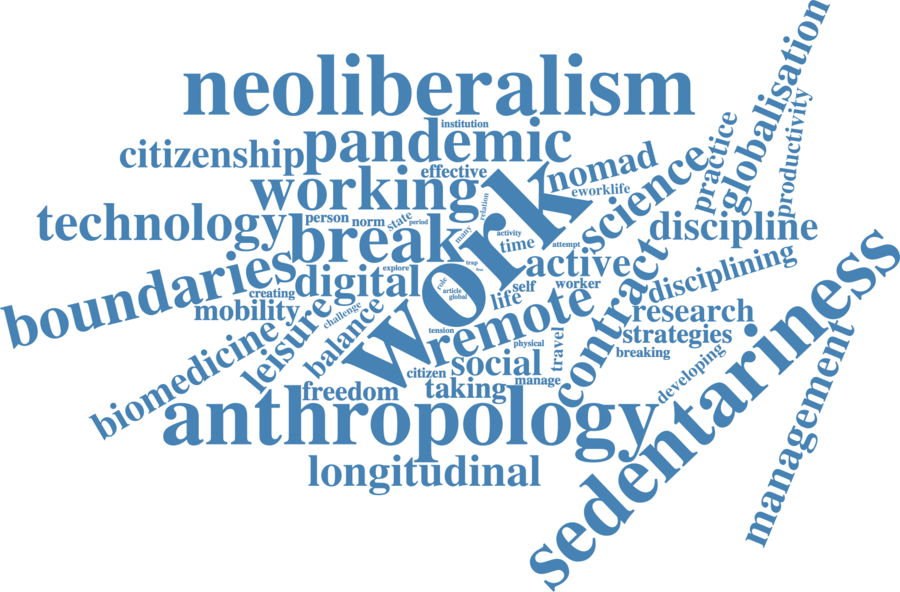 neoliberalism
globalisation
institution
pandemic
citizenship
effective
nomad
practice
productivity
working
eworklife
science
relation
technology
person
norm
state
period
break
many
activity
time
attempt
discipline
work
boundaries
explore
trap
free
active
digital
creating
rule
article
global
self
worker
contract
disciplining
mobility
life
challenge
leisure
balance
remote
research
strategies
tension
physical
travel
breaking
biomedicine
social
citizen
manage
developing
freedom
taking
anthropology
sedentariness
management
longitudinal